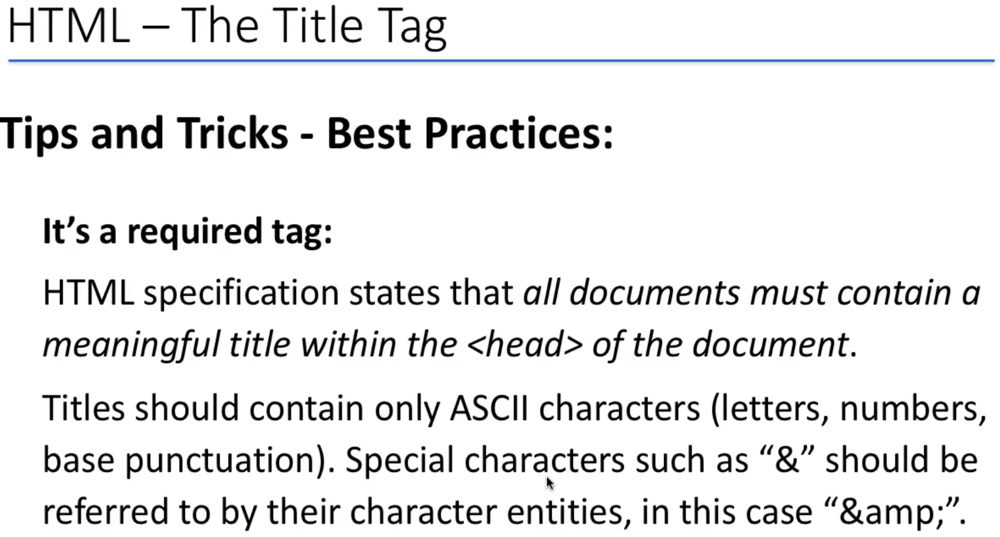 HTML – The Title Tag
Tips and Tricks - Best Practices:
It’s a required tag:
HTML specification states that all documents must contain a
meaningful title within the <head> of the document.
Titles should contain only ASCII characters (letters, numbers,
base punctuation). Special characters such as “&” should be
referred to by their character entities, in this case “&amp;”.